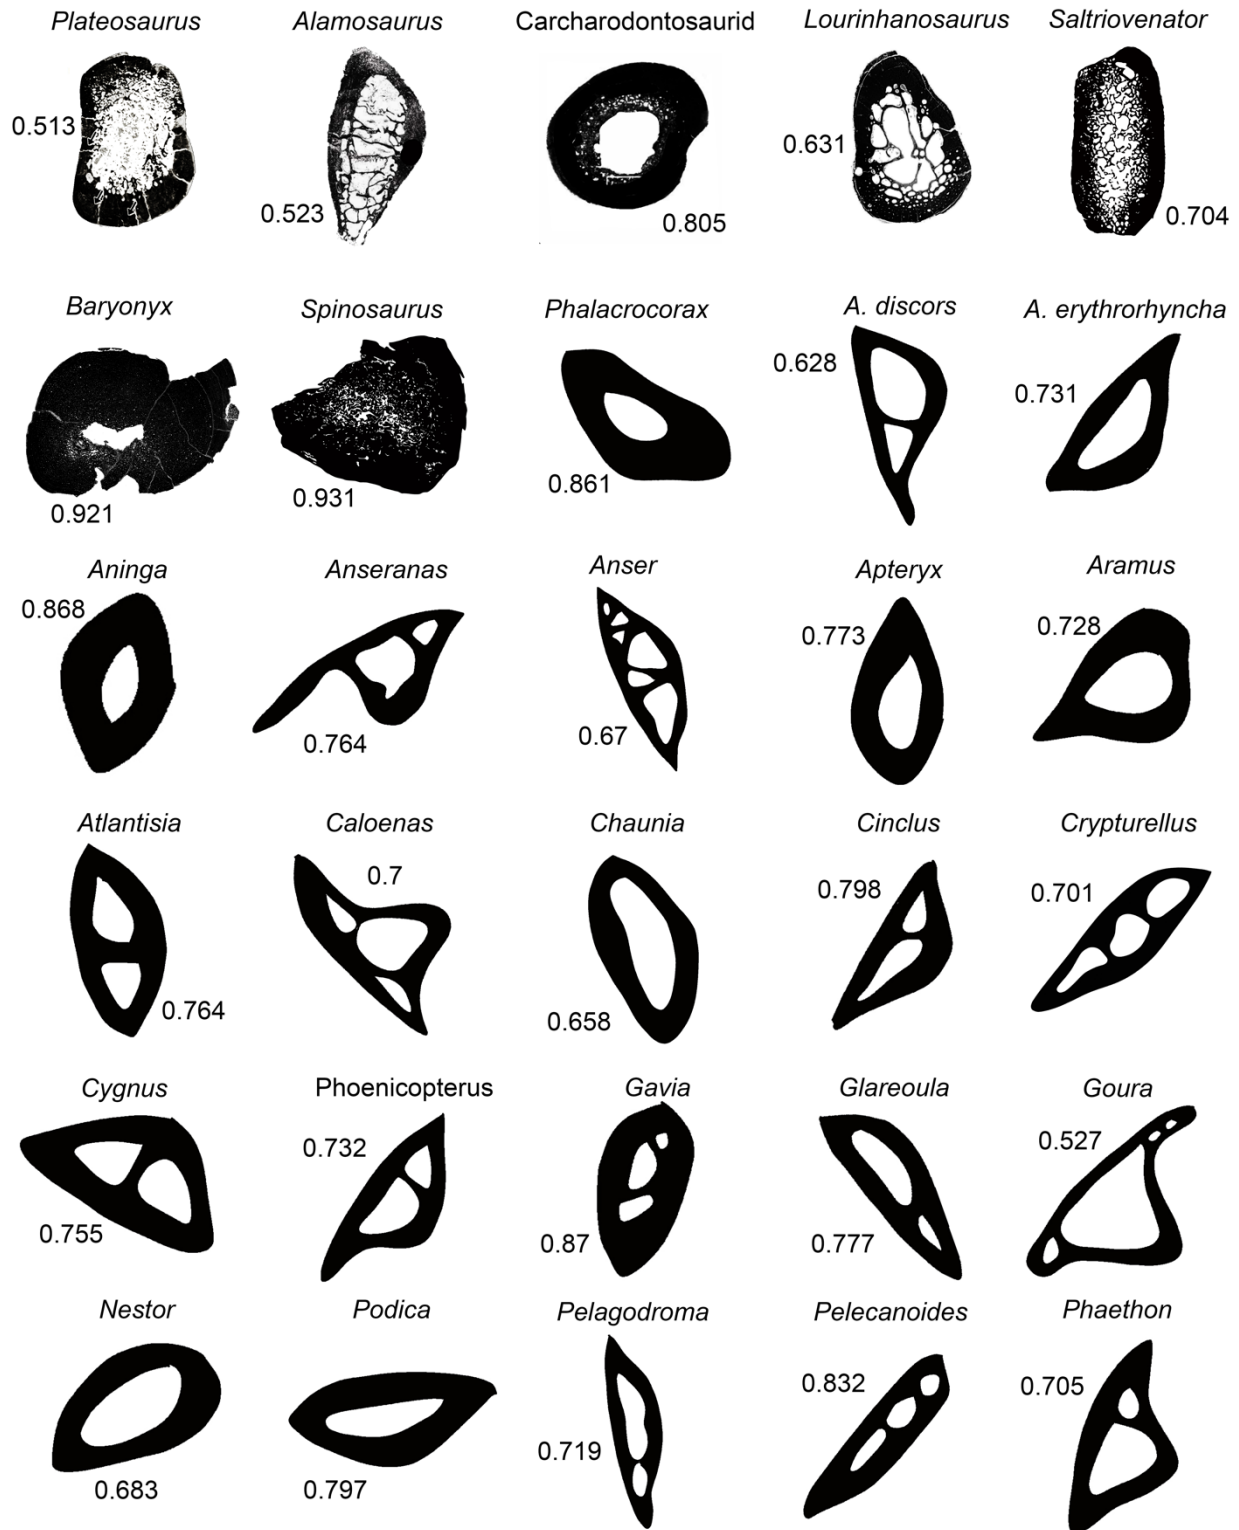 Plateosaurus
Alamosaurus
Carcharodontosaurid
Lourinhanosaurus
Saltriovenator
0.513
0.523
0.805
0.631
0.704
Baryonyx
Spinosaurus
Phalacrocorax
A. discors
A. erythrorhyncha
0.921
0.931
0.861
0.628
0.731
Aninga
Anseranas
Anser
Apteryx
Aramus
0.868
0.764
0.67
0.773
0.728
Atlantisia
Caloenas
Chaunia
Cinclus
Crypturellus
0.764
0.7
0.658
0.798
0.701
Cygnus
Phoenicopterus
Gavia
Glareoula
Goura
0.755
0.732
0.87
0.777
0.527
Nestor
Podica
Pelagodroma
Pelecanoides
Phaethon
0.683
0.797
0.719
0.832
0.705